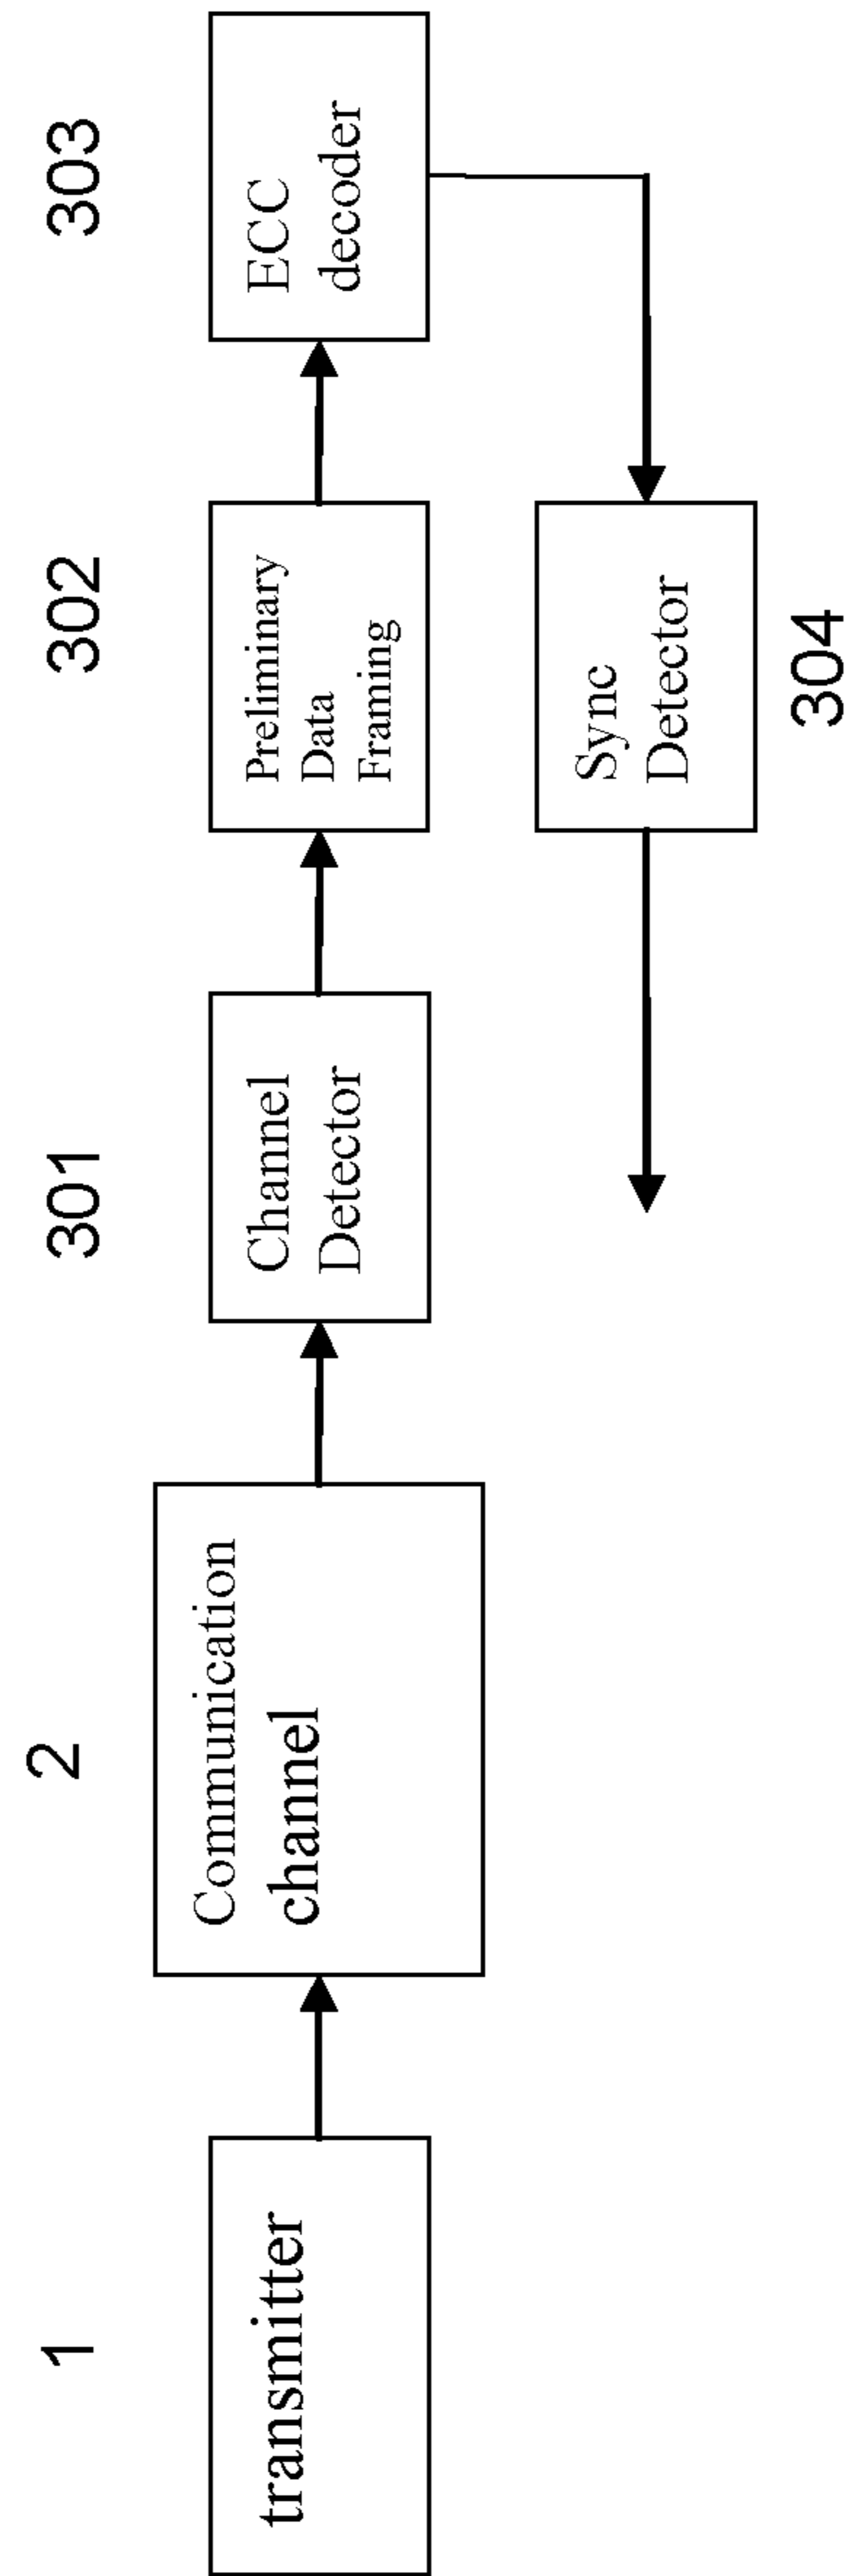 1
2
301
302
303
transmitter
Communication
channel
Channel
Detector
Preliminary
Data
Framing
ECC
decoder
Sync
Detector
304